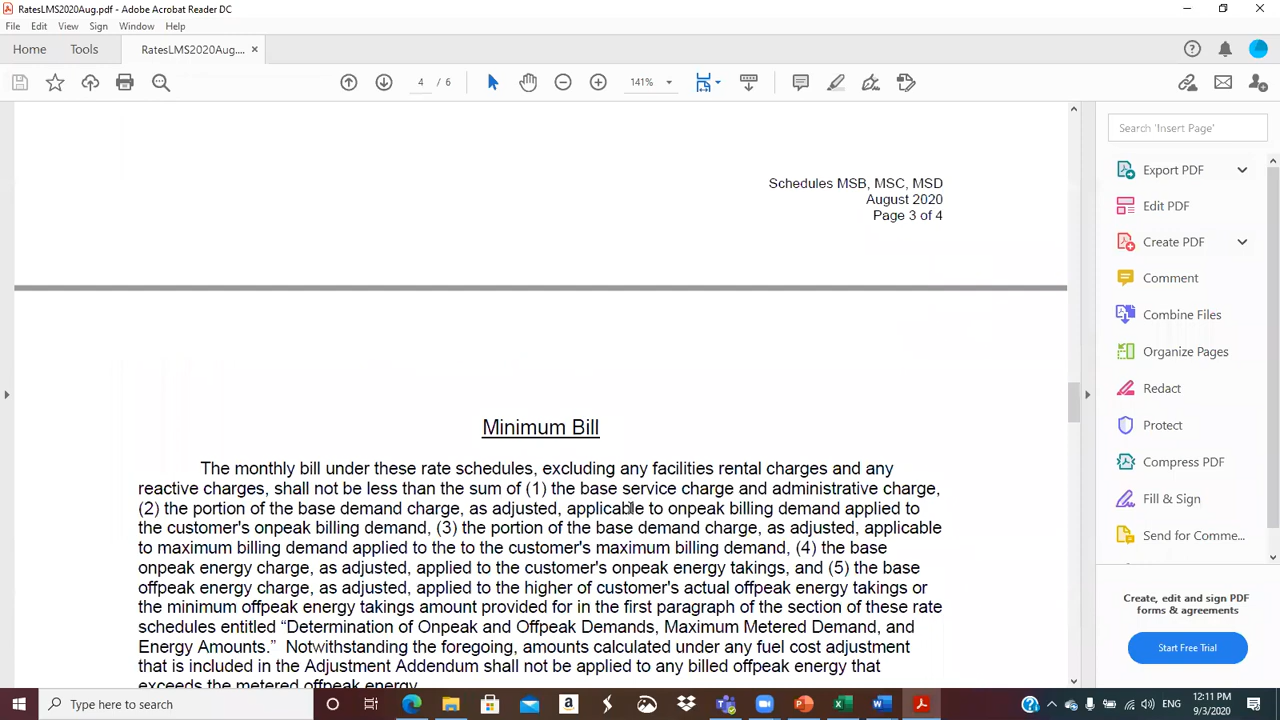 RatesLMS2020Aug.pdf - Adobe Acrobat Reader DC
File Edit View Sign Window Help
Home Tools RatesLMS2020Aug.... ×
4 / 6 141%
Search 'Insert Page'
Schedules MSB, MSC, MSD
August 2020
Page 3 of 4
Minimum Bill
The monthly bill under these rate schedules, excluding any facilities rental charges and any
reactive charges, shall not be less than the sum of (1) the base service charge and administrative charge,
(2) the portion of the base demand charge, as adjusted, applicable to onpeak billing demand applied to
the customer's onpeak billing demand, (3) the portion of the base demand charge, as adjusted, applicable
to maximum billing demand applied to the to the customer's maximum billing demand, (4) the base
onpeak energy charge, as adjusted, applied to the customer's onpeak energy takings, and (5) the base
offpeak energy charge, as adjusted, applied to the higher of customer's actual offpeak energy takings or
the minimum offpeak energy takings amount provided for in the first paragraph of the section of these rate
schedules entitled “Determination of Onpeak and Offpeak Demands, Maximum Metered Demand, and
Energy Amounts.” Notwithstanding the foregoing, amounts calculated under any fuel cost adjustment
that is included in the Adjustment Addendum shall not be applied to any billed offpeak energy that
exceeds the metered offpeak energy.
Export PDF
Edit PDF
Create PDF
Comment
Combine Files
Organize Pages
Redact
Protect
Compress PDF
Fill & Sign
Send for Comme...
Create, edit and sign PDF
forms & agreements
Start Free Trial
Type here to search
ENG
12:11 PM
9/3/2020